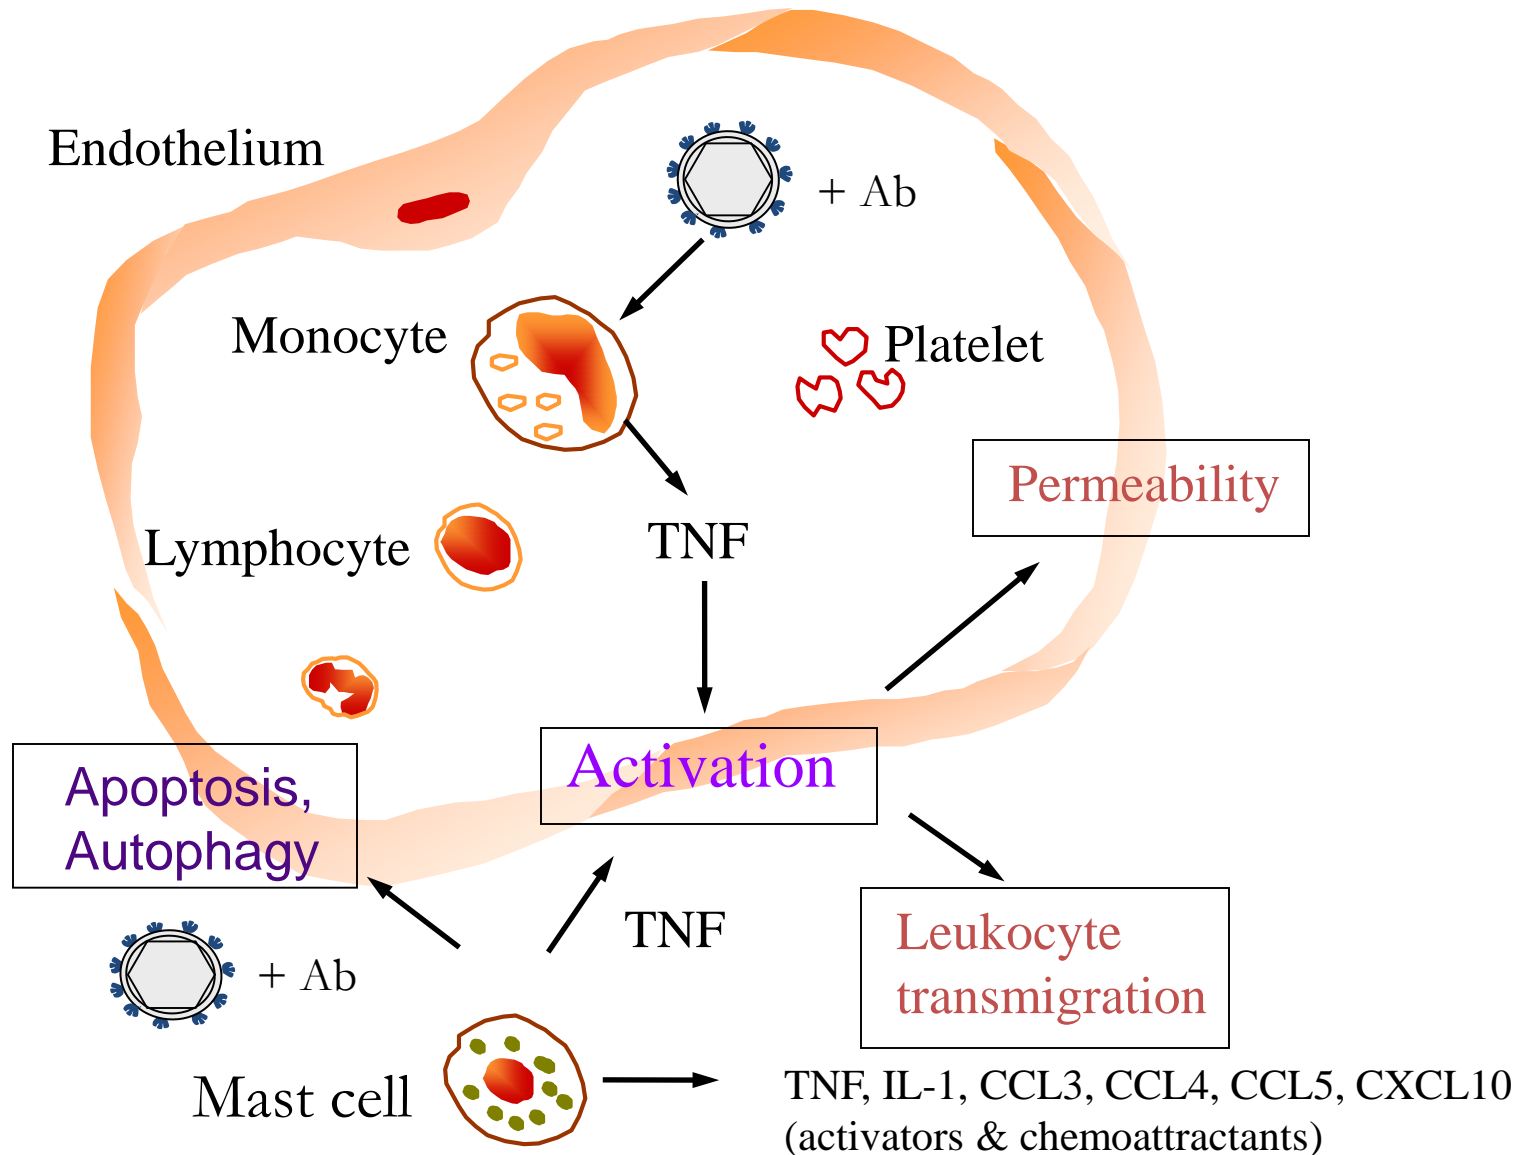 Endothelium
+ Ab
Monocyte
Platelet
Permeability
Lymphocyte
TNF
Activation
Apoptosis,
Autophagy
TNF
Leukocyte
transmigration
+ Ab
Mast cell
TNF, IL-1, CCL3, CCL4, CCL5, CXCL10
(activators & chemoattractants)